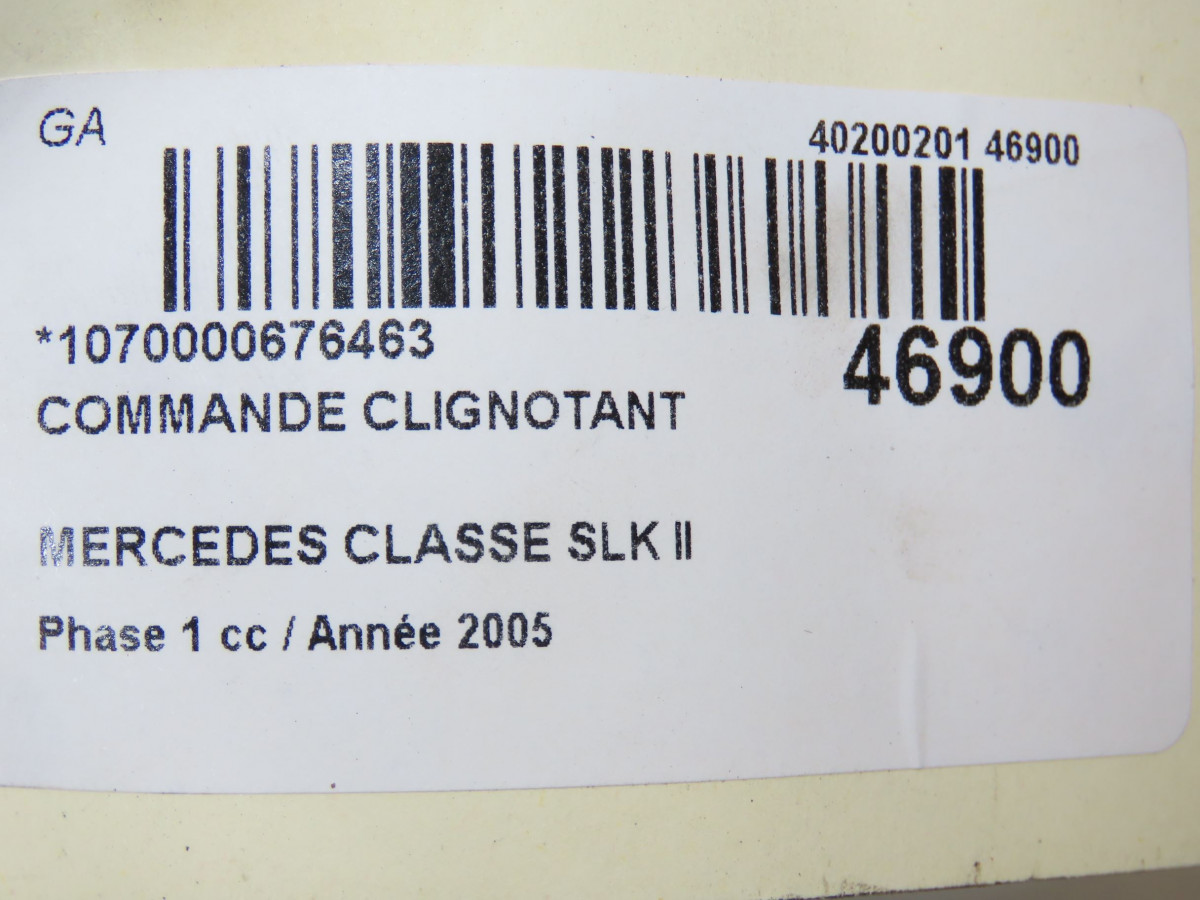 GA
40200201 46900
*1070000676463
46900
COMMANDE CLIGNOTANT
MERCEDES CLASSE SLK II
Phase 1 cc / Année 2005